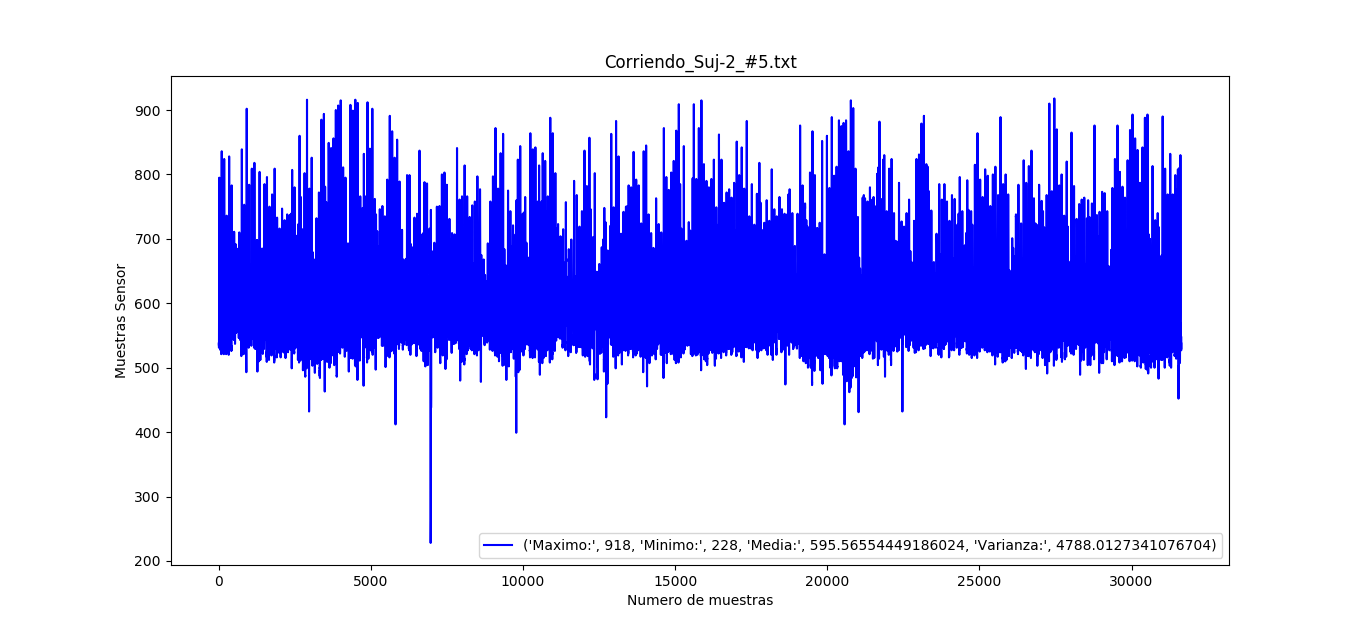 Corriendo_Suj-2_#5.txt
900
800
700
600
500
400
300
200
Muestras Sensor
('Maximo:', 918, 'Minimo:', 228, 'Media:', 595.56554449186024, 'Varianza:', 4788.0127341076704)
0 5000 10000 15000 20000 25000 30000
Numero de muestras